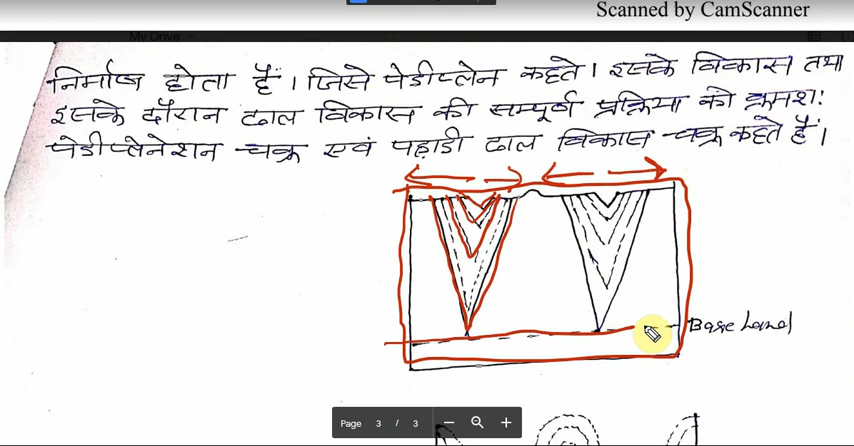 Scanned by CamScanner
My Drive
निर्माण होता है । जिसे पेडीप्लेन कहते । इसके विकास तथा
इसके दौरान ढाल विकास की सम्पूर्ण प्रक्रिया को क्रमशः
पेडीप्लेनेशन चक्र एवं पहाडी ढाल विकास चक्र कहते हैं ।
Base Land
Page 3 / 3